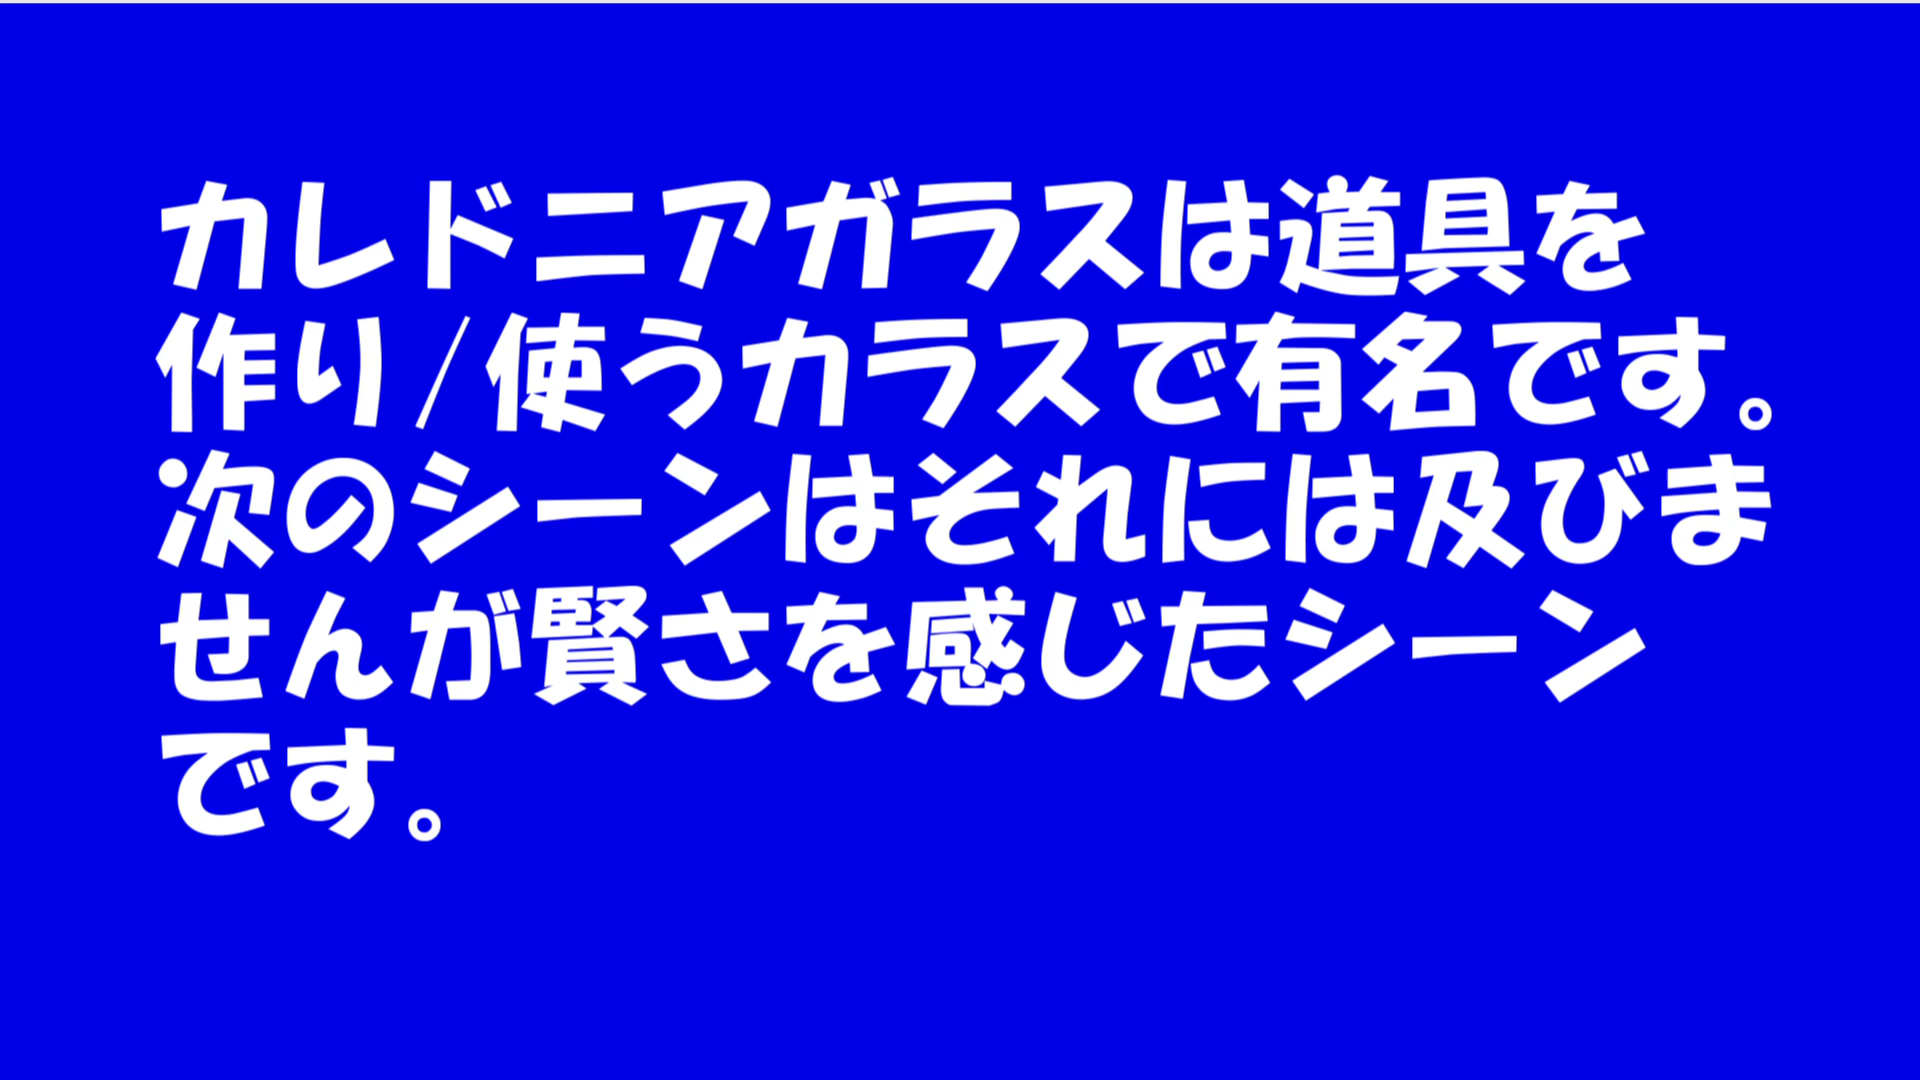 カレドニアガラスは道具を
作り/使うカラスで有名です。
次のシーンはそれには及びま
せんが賢さを感じたシーン
です。